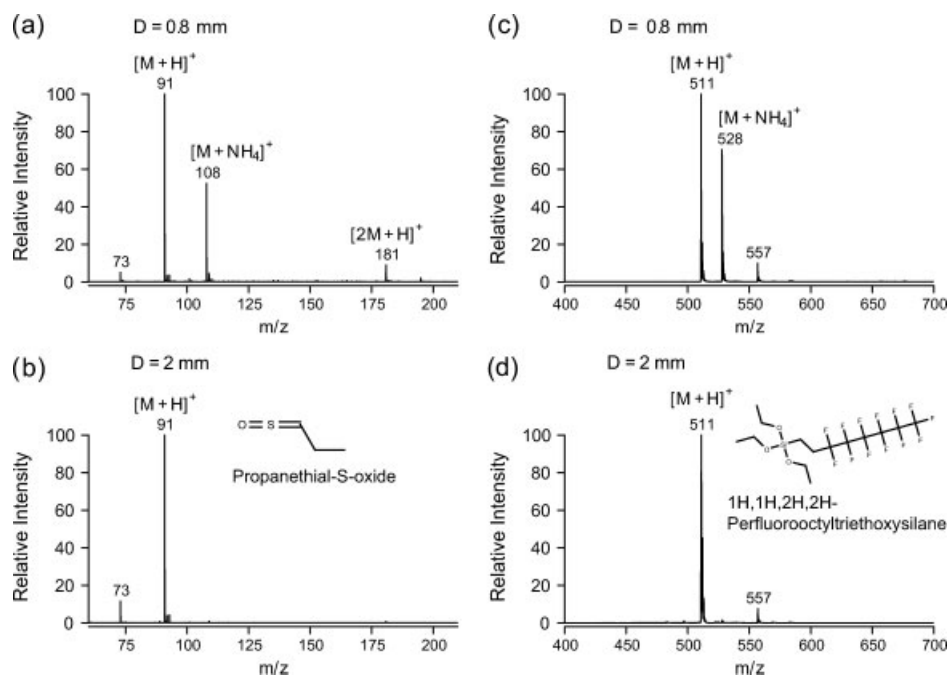 (a)
D = 0.8 mm
[M + H]⁺
91
[M + NH₄]⁺
108
[2M + H]⁺
181
73
Relative Intensity
100
80
60
40
20
0
75
100
125
150
175
200
m/z
(c)
D = 0.8 mm
[M + H]⁺
511
[M + NH₄]⁺
528
557
Relative Intensity
100
80
60
40
20
0
400
450
500
550
600
650
700
m/z
(b)
D = 2 mm
[M + H]⁺
91
73
O
S
Propanethial-S-oxide
Relative Intensity
100
80
60
40
20
0
75
100
125
150
175
200
m/z
(d)
D = 2 mm
[M + H]⁺
511
557
F F F F F F
F
F F F F F F
O
O
Si
O
1H,1H,2H,2H-
Perfluorooctyltriethoxysilane
Relative Intensity
100
80
60
40
20
0
400
450
500
550
600
650
700
m/z